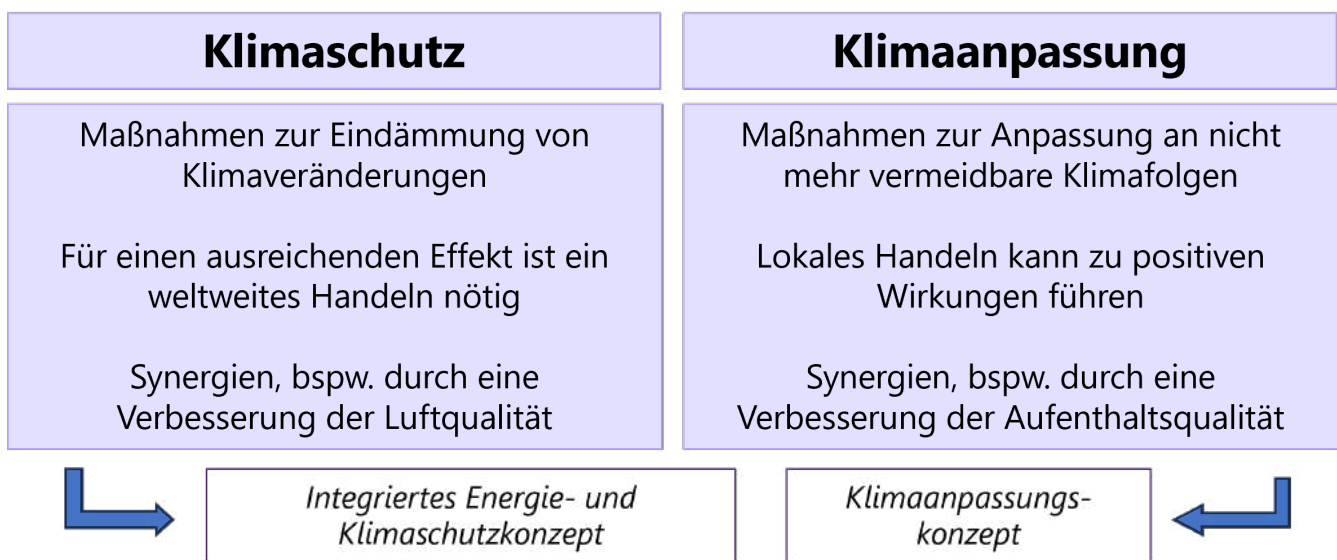 Klimaschutz
Maßnahmen zur Eindämmung von
Klimaveränderungen
Für einen ausreichenden Effekt ist ein
weltweites Handeln nötig
Synergien, bspw. durch eine
Verbesserung der Luftqualität
Integriertes Energie- und
Klimaschutzkonzept
Klimaanpassung
Maßnahmen zur Anpassung an nicht
mehr vermeidbare Klimafolgen
Lokales Handeln kann zu positiven
Wirkungen führen
Synergien, bspw. durch eine
Verbesserung der Aufenthaltsqualität
Klimaanpassungs-
konzept